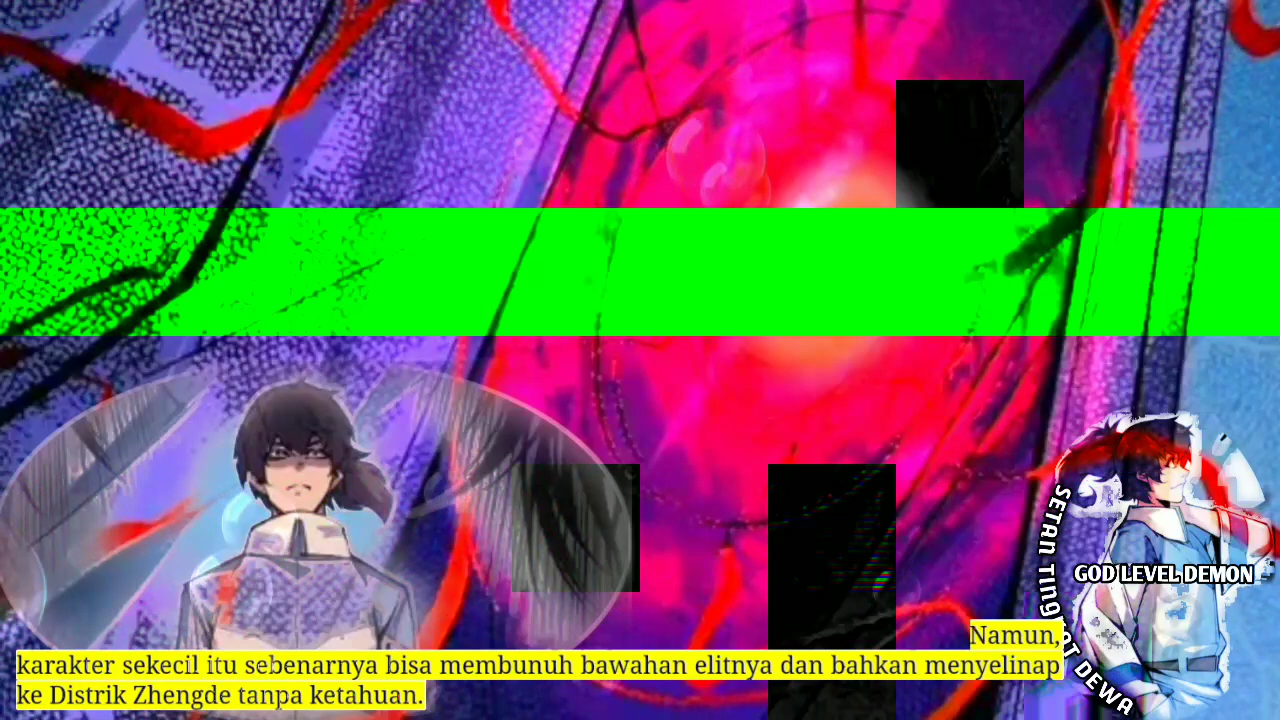 Namun,
karakter sekecil itu sebenarnya bisa membunuh bawahan elitnya dan bahkan menyelinap
ke Distrik Zhengde tanpa ketahuan.
GOD LEVEL DEMON
SETAN TINGKAT DEWA